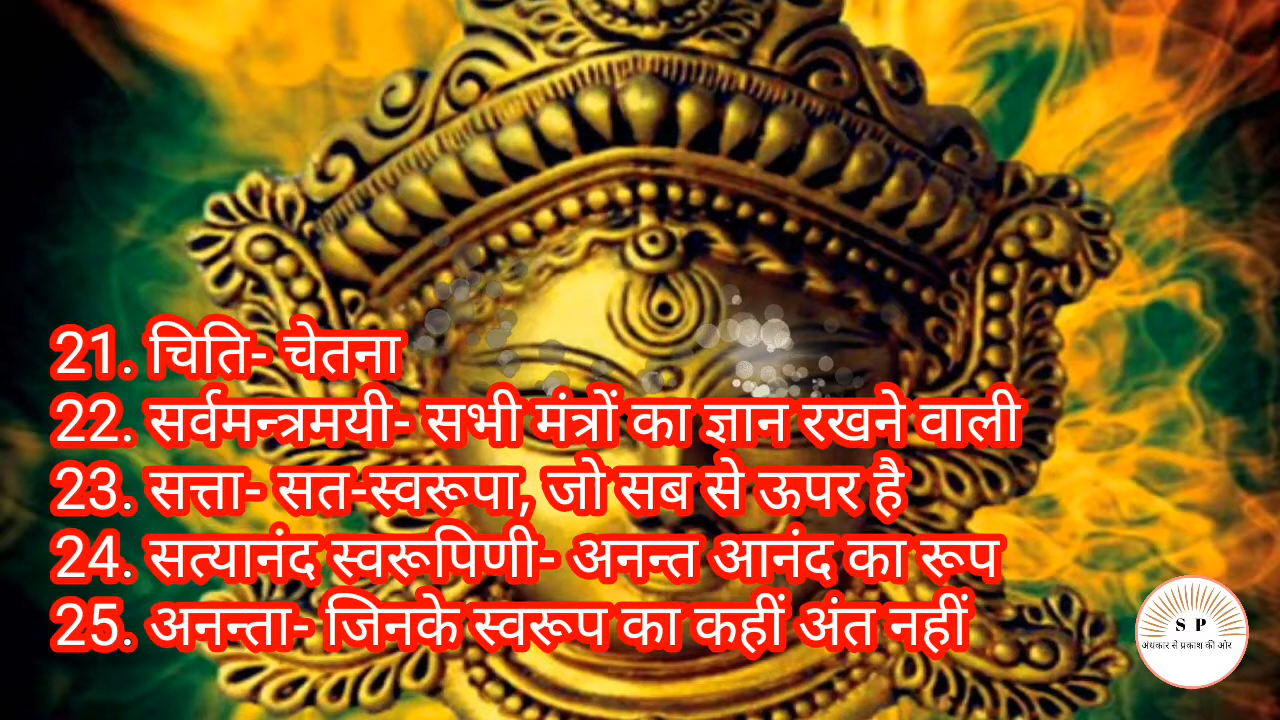 21. चिति- चेतना
22. सर्वमन्त्रमयी- सभी मंत्रों का ज्ञान रखने वाली
23. सत्ता- सत-स्वरूपा, जो सब से ऊपर है
24. सत्यानंद स्वरूपिणी- अनन्त आनंद का रूप
25. अनन्ता- जिनके स्वरूप का कहीं अंत नहीं
S P
अंधकार से प्रकाश की ओर